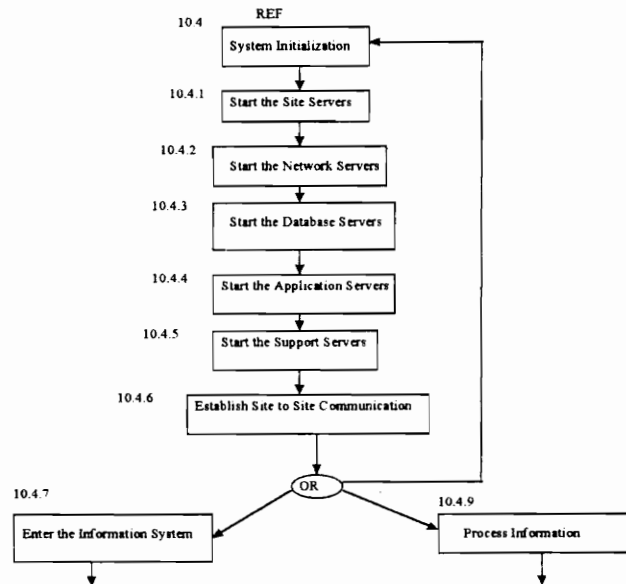 REF
10.4
System Initialization
10.4.1
Start the Site Servers
10.4.2
Start the Network Servers
10.4.3
Start the Database Servers
10.4.4
Start the Application Servers
10.4.5
Start the Support Servers
10.4.6
Establish Site to Site Communication
OR
10.4.7
Enter the Information System
10.4.9
Process Information